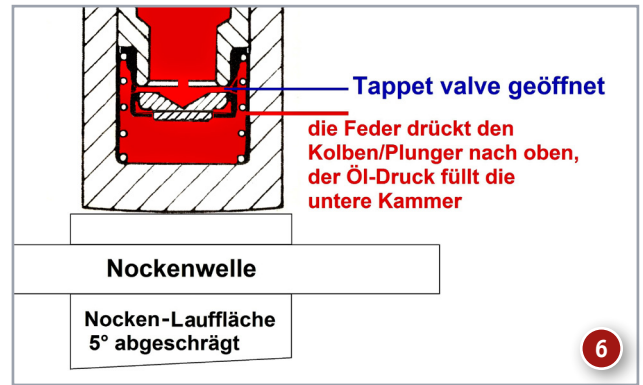 Tappet valve geöffnet
die Feder drückt den
Kolben/Plunger nach oben,
der Öl-Druck füllt die
untere Kammer
Nockenwelle
Nocken-Lauffläche
5° abgeschrägt
6